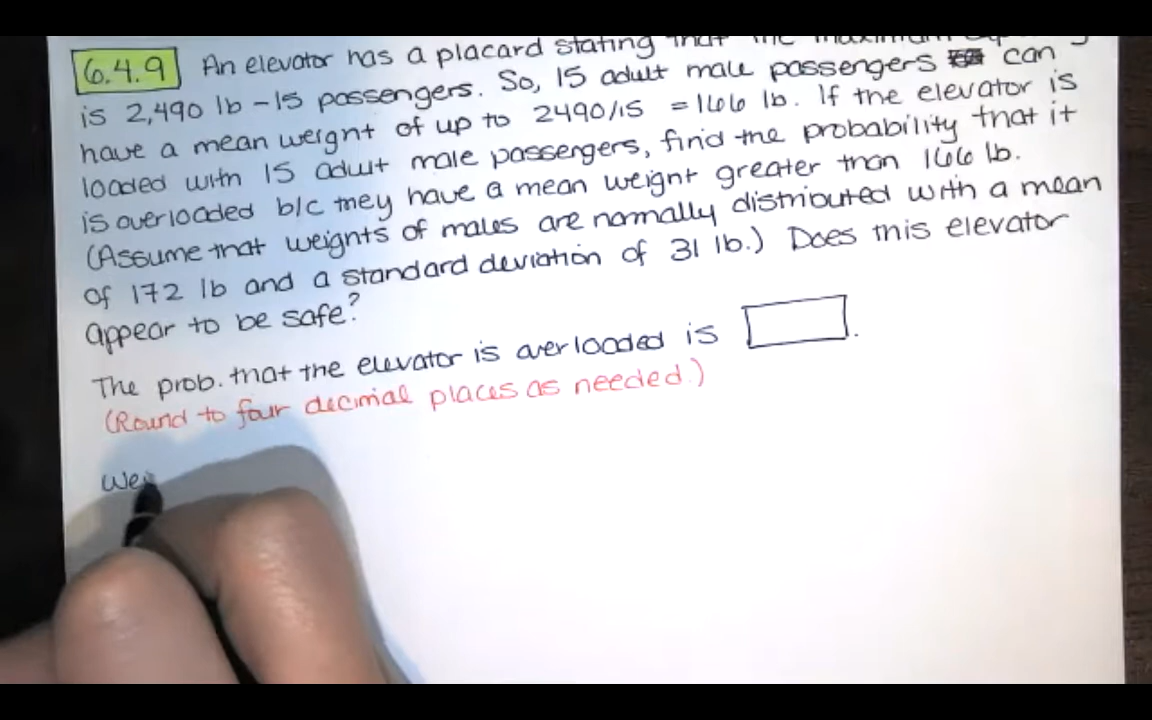 6.4.9 An elevator has a placard stating that the maximum
is 2,490 lb - 15 passengers. So, 15 adult male passengers can
have a mean weight of up to 2490/15 = 166 lb. If the elevator is
loaded with 15 adult male passengers, find the probability that it
is overloaded b/c they have a mean weight greater than 166 lb.
(Assume that weights of males are normally distributed with a mean
of 172 lb and a standard deviation of 31 lb.) Does this elevator
appear to be safe?
The prob. that the elevator is overloaded is .
(Round to four decimal places as needed.)
Wei